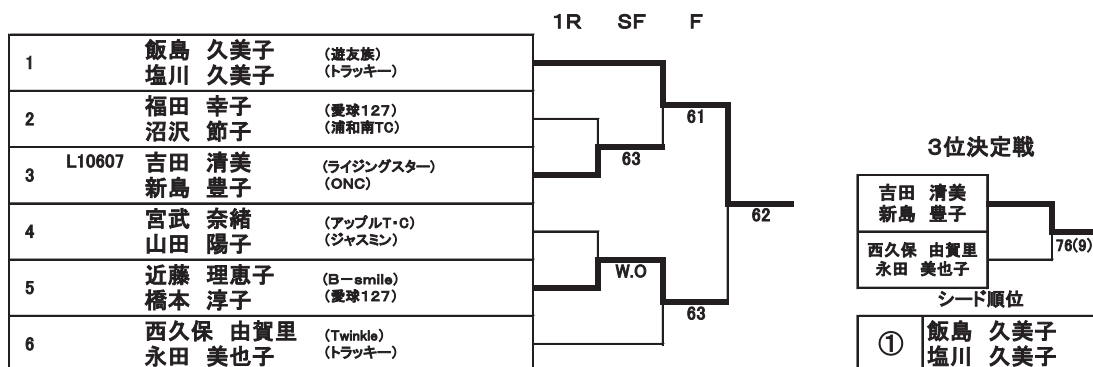 1R SF F
1 飯島 久美子 (遊友族)
塩川 久美子 (トラッキー)
2 福田 幸子 (愛球127)
沼沢 節子 (浦和南TC)
3 L10607 吉田 清美 (ライジングスター)
新島 豊子 (ONC)
4 宮武 奈緒 (アップルT・C)
山田 陽子 (ジャスミン)
5 近藤 理恵子 (B－smile)
橋本 淳子 (愛球127)
6 西久保 由賀里 (Twinkle)
永田 美也子 (トラッキー)
61
63
62
W.O
63
3位決定戦
吉田 清美
新島 豊子
西久保 由賀里
永田 美也子
76(9)
シード順位
① 飯島 久美子
塩川 久美子